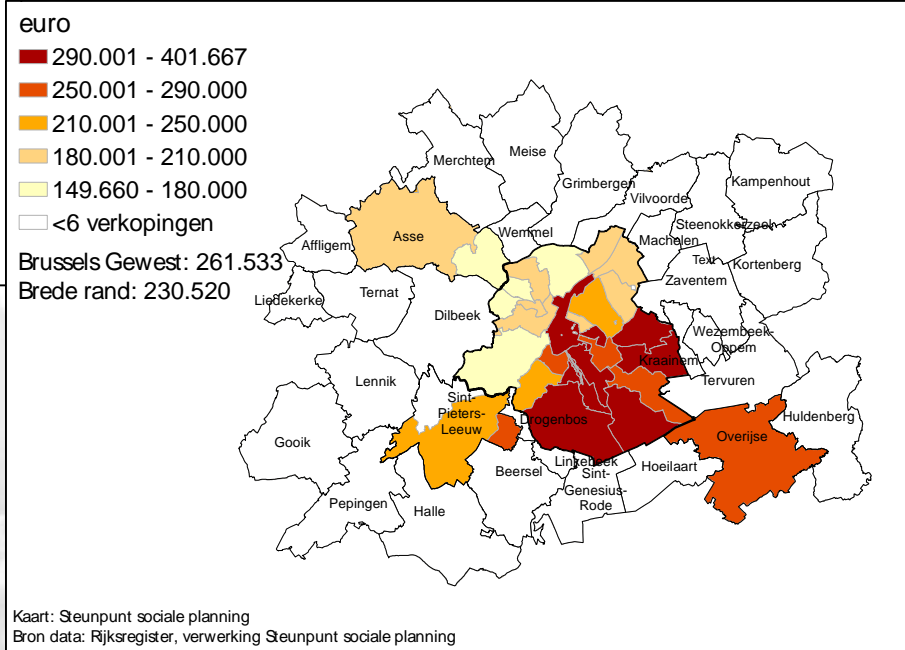 euro
290.001 - 401.667
250.001 - 290.000
210.001 - 250.000
180.001 - 210.000
149.660 - 180.000
<6 verkopingen
Brussels Gewest: 261.533
Brede rand: 230.520
Merchtem
Meise
Grimbergen
Vilvoorde
Kampenhout
Steenokkerzeel
Affligem
Asse
Wemmel
Machelen
Text
Kortenberg
Zaventem
Liedekerke
Ternat
Dilbeek
Wezembeek-
Oppem
Kraainem
Tervuren
Lennik
Sint-
Pieters-
Leeuw
Drogenbos
Huldenberg
Overijse
Gooik
Beersel
Linkebeek
Sint-
Genesius-
Rode
Hoeilaart
Pepingen
Halle
Kaart: Steunpunt sociale planning
Bron data: Rijksregister, verwerking Steunpunt sociale planning